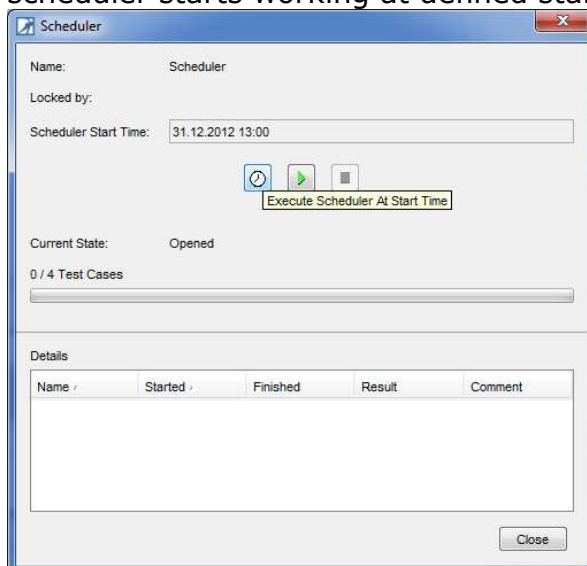 Scheduler starts working at defined sta
Scheduler
Name: Scheduler
Locked by:
Scheduler Start Time: 31.12.2012 13:00
Execute Scheduler At Start Time
Current State: Opened
0 / 4 Test Cases
Details
Name Started Finished Result Comment
Close